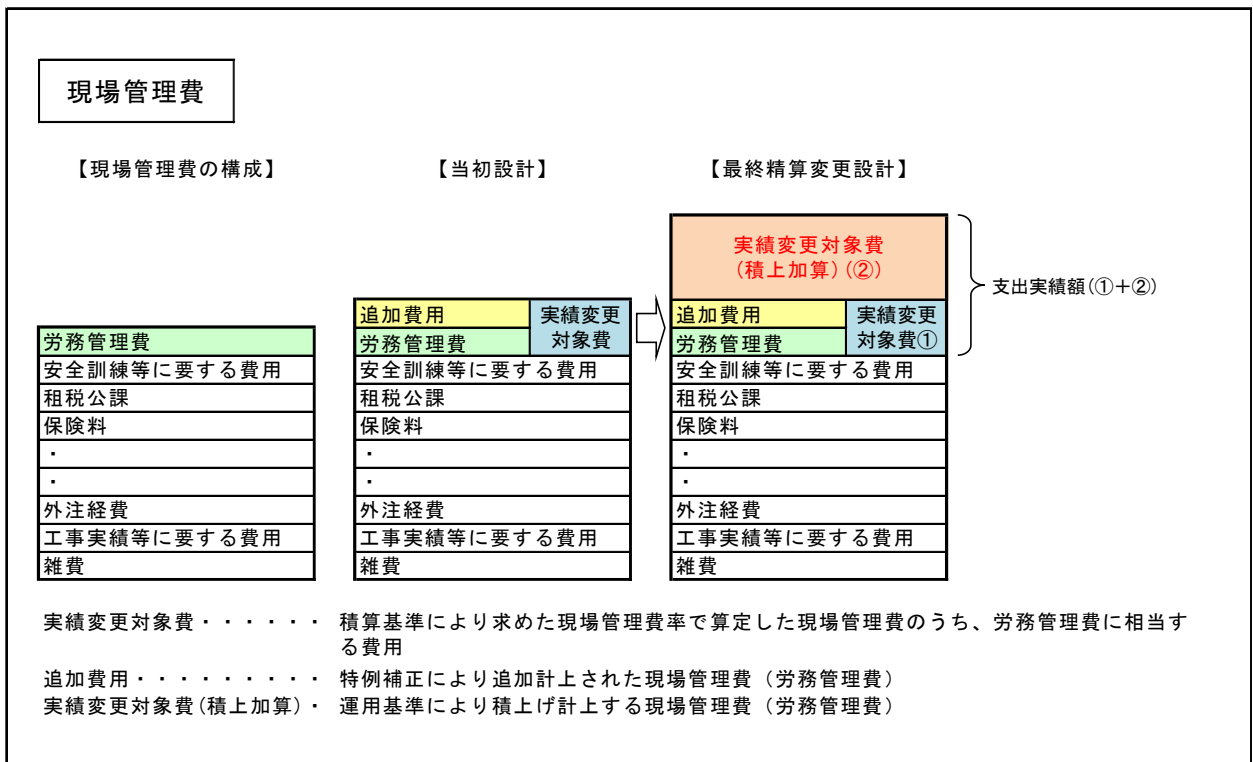 現場管理費
【現場管理費の構成】
【当初設計】
【最終精算変更設計】
労務管理費
安全訓練等に要する費用
租税公課
保険料
・
・
外注経費
工事実績等に要する費用
雑費
追加費用
労務管理費
実績変更
対象費
安全訓練等に要する費用
租税公課
保険料
・
・
外注経費
工事実績等に要する費用
雑費
実績変更対象費
(積上加算)(②)
追加費用
労務管理費
実績変更
対象費①
安全訓練等に要する費用
租税公課
保険料
・
・
外注経費
工事実績等に要する費用
雑費
支出実績額(①＋②)
実績変更対象費・・・・・・ 積算基準により求めた現場管理費率で算定した現場管理費のうち、労務管理費に相当す
る費用
追加費用・・・・・・・・・ 特例補正により追加計上された現場管理費（労務管理費）
実績変更対象費(積上加算)・ 運用基準により積上げ計上する現場管理費（労務管理費）